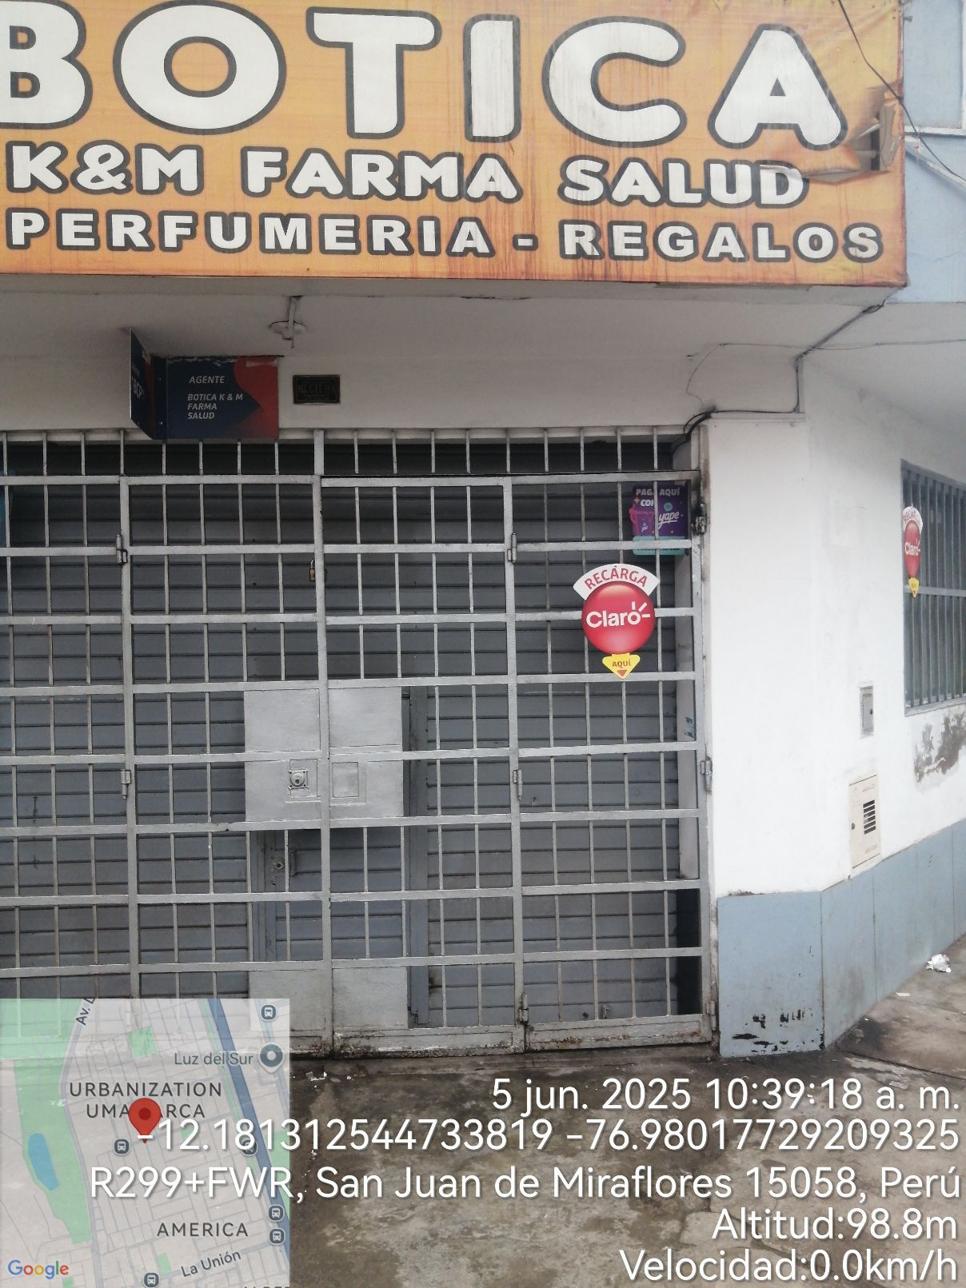 BOTICA
K&M FARMA SALUD
PERFUMERIA - REGALOS
AGENTE
BOTICA K & M
FARMA
SALUD
AQUÍ
yape
RECARGA
Claro
AQUÍ
Claro
Av.
Luz del Sur
URBANIZATION
5 jun. 2025 10:39:18 a. m.
-12.181312544733819 -76.98017729209325
R299+FWR, San Juan de Miraflores 15058, Perú
AMERICA
Altitud:98.8m
La Unión
Velocidad:0.0km/h
Google